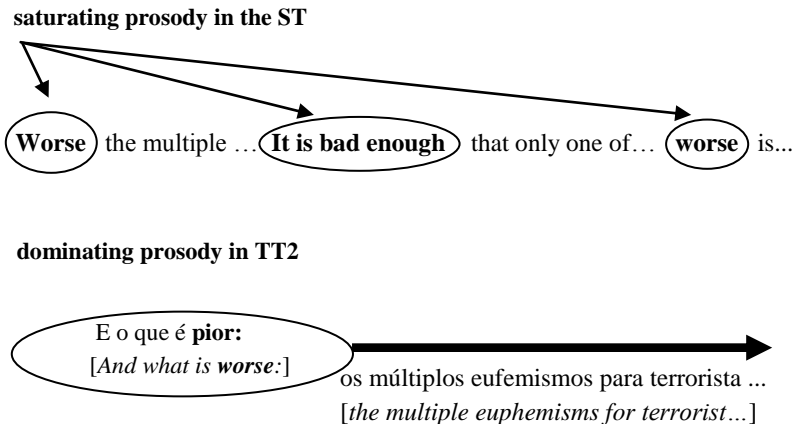 saturating prosody in the ST
Worse the multiple … It is bad enough that only one of… worse is...
dominating prosody in TT2
E o que é pior:
[And what is worse:]
os múltiplos eufemismos para terrorista ...
[the multiple euphemisms for terrorist…]